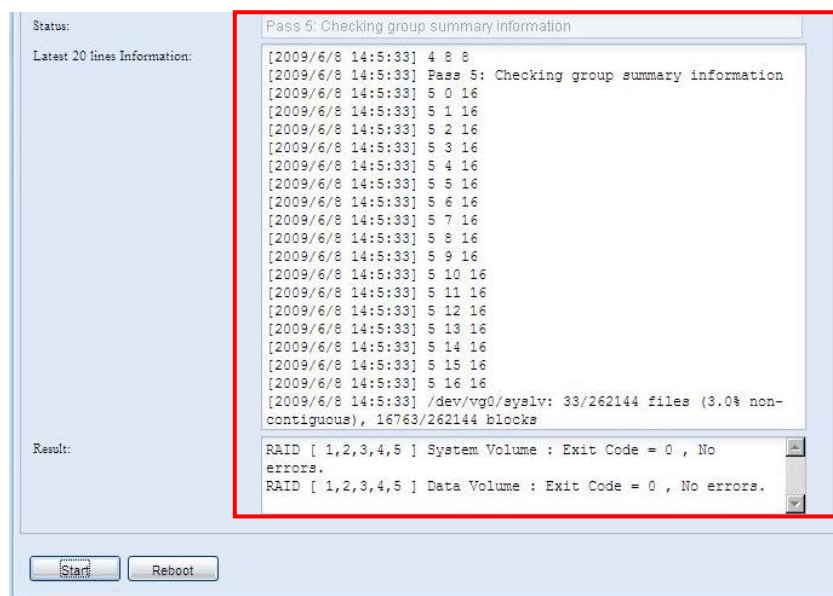 Status:
Pass 5: Checking group summary information
Latest 20 lines Information:
[2009/6/8 14:5:33] 4 8 8
[2009/6/8 14:5:33] Pass 5: Checking group summary information
[2009/6/8 14:5:33] 5 0 16
[2009/6/8 14:5:33] 5 1 16
[2009/6/8 14:5:33] 5 2 16
[2009/6/8 14:5:33] 5 3 16
[2009/6/8 14:5:33] 5 4 16
[2009/6/8 14:5:33] 5 5 16
[2009/6/8 14:5:33] 5 6 16
[2009/6/8 14:5:33] 5 7 16
[2009/6/8 14:5:33] 5 8 16
[2009/6/8 14:5:33] 5 9 16
[2009/6/8 14:5:33] 5 10 16
[2009/6/8 14:5:33] 5 11 16
[2009/6/8 14:5:33] 5 12 16
[2009/6/8 14:5:33] 5 13 16
[2009/6/8 14:5:33] 5 14 16
[2009/6/8 14:5:33] 5 15 16
[2009/6/8 14:5:33] 5 16 16
[2009/6/8 14:5:33] /dev/vg0/syslv: 33/262144 files (3.0% non-
contiguous), 16763/262144 blocks
Result:
RAID [ 1,2,3,4,5 ] System Volume : Exit Code = 0 , No
errors.
RAID [ 1,2,3,4,5 ] Data Volume : Exit Code = 0 , No errors.
Start
Reboot